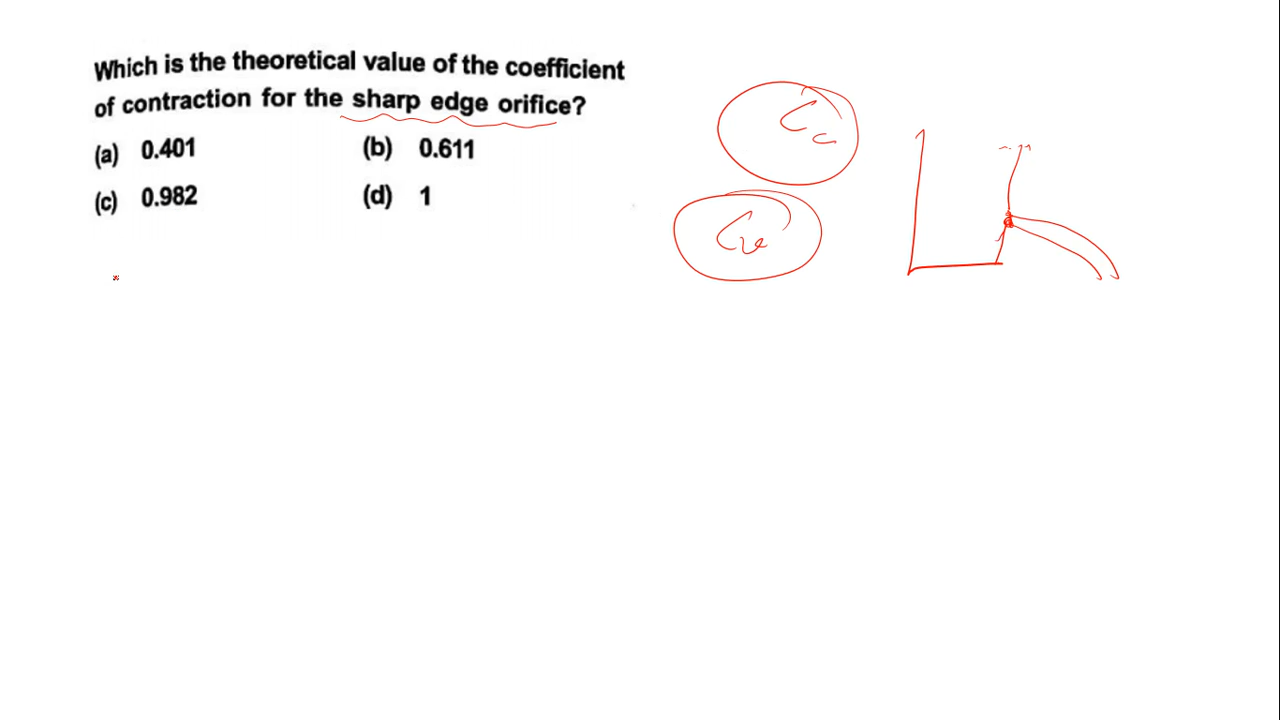 Which is the theoretical value of the coefficient
of contraction for the sharp edge orifice?
(a) 0.401 (b) 0.611
(c) 0.982 (d) 1
Cc